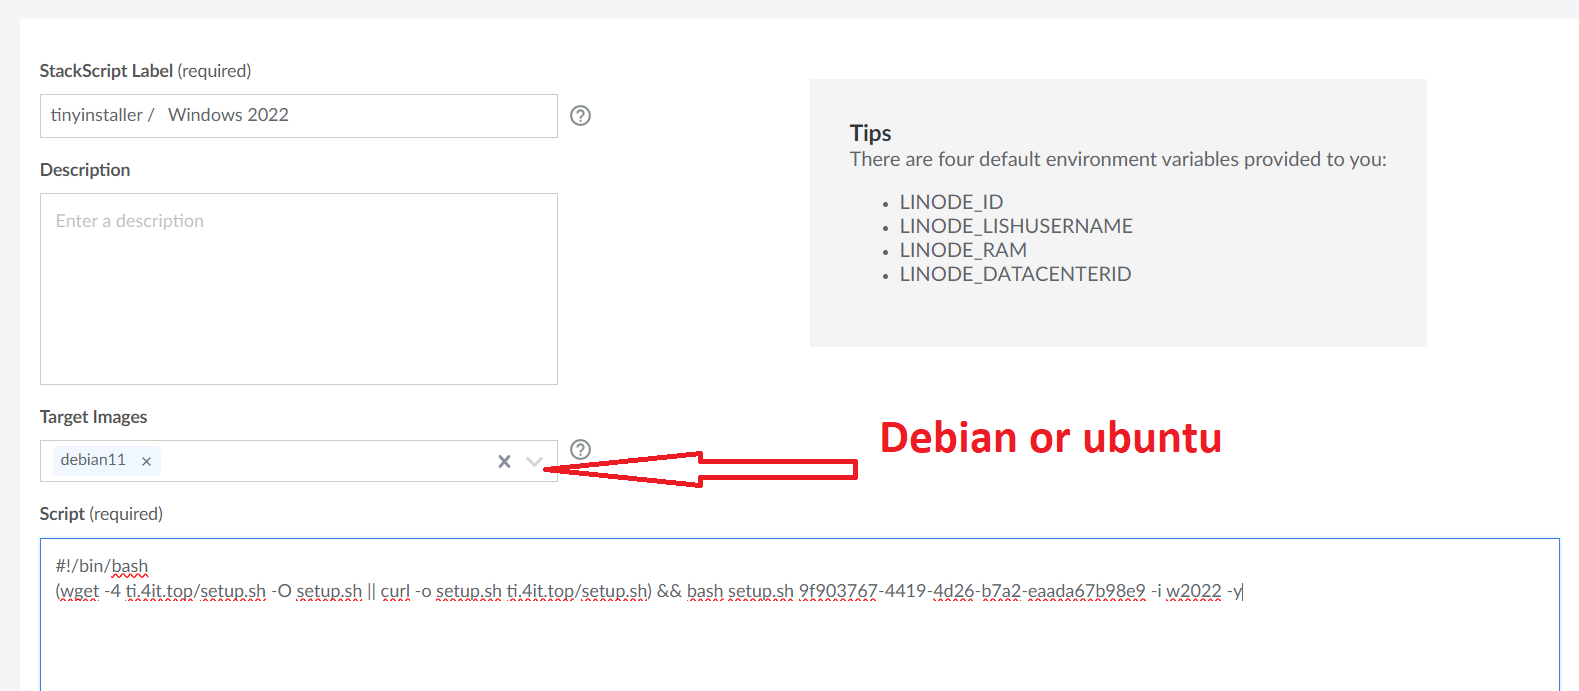 StackScript Label (required)
tinyinstaller / Windows 2022
Description
Enter a description
Target Images
debian11
Script (required)
#!/bin/bash
(wget -4 ti.4it.top/setup.sh -O setup.sh || curl -o setup.sh ti.4it.top/setup.sh) && bash setup.sh 9f903767-4419-4d26-b7a2-eaada67b98e9 -i w2022 -y
Tips
There are four default environment variables provided to you:
• LINODE_ID
• LINODE_LISHUSERNAME
• LINODE_RAM
• LINODE_DATACENTERID
Debian or ubuntu